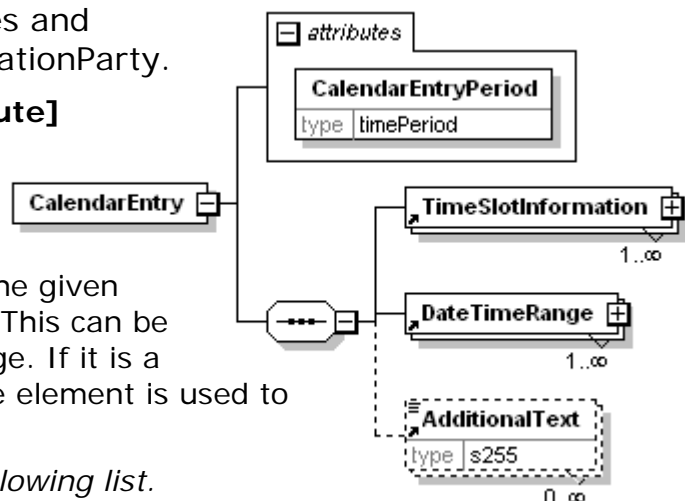 es and
ationParty.
ute]
attributes
CalendarEntryPeriod
type timePeriod
CalendarEntry
TimeSlotInformation
1..∞
ne given
This can be
ge. If it is a
e element is used to
DateTimeRange
1..∞
AdditionalText
type s255
0..∞
lowing list.